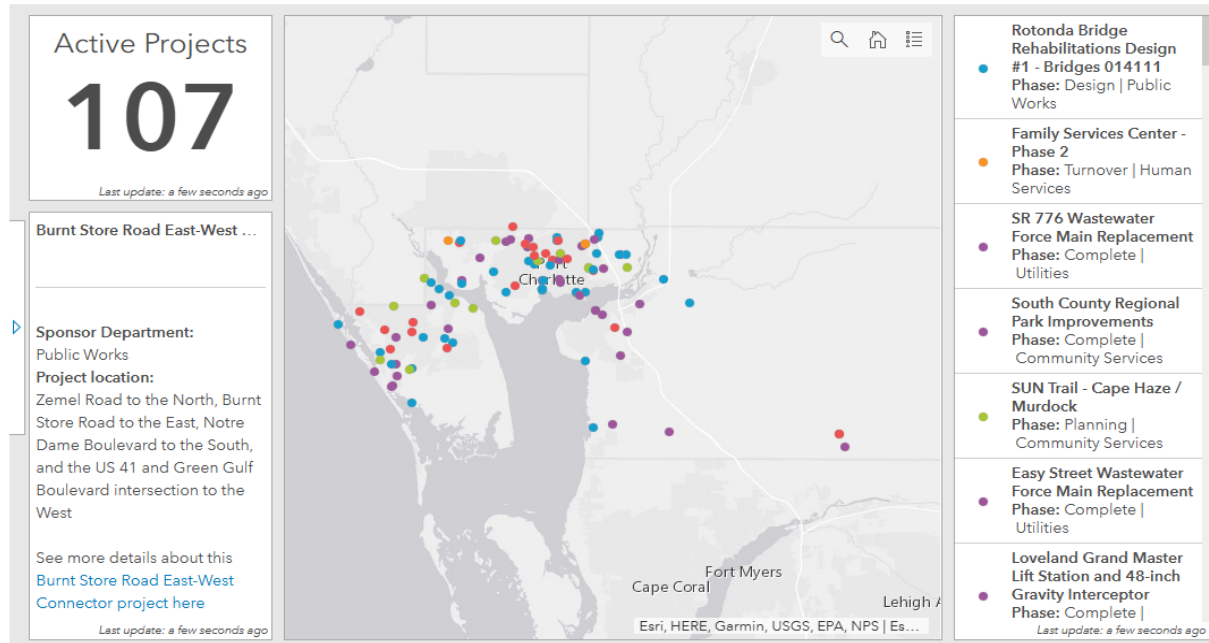 Active Projects
107
Last update: a few seconds ago
Burnt Store Road East-West ...
Sponsor Department:
Public Works
Project location:
Zemel Road to the North, Burnt
Store Road to the East, Notre
Dame Boulevard to the South,
and the US 41 and Green Gulf
Boulevard intersection to the
West
See more details about this
Burnt Store Road East-West
Connector project here
Last update: a few seconds ago
Charlotte
Fort Myers
Cape Coral
Lehigh A
Esri, HERE, Garmin, USGS, EPA, NPS | Es...
Rotonda Bridge
Rehabilitations Design
#1 - Bridges 014111
Phase: Design | Public
Works
Family Services Center -
Phase 2
Phase: Turnover | Human
Services
SR 776 Wastewater
Force Main Replacement
Phase: Complete |
Utilities
South County Regional
Park Improvements
Phase: Complete |
Community Services
SUN Trail - Cape Haze /
Murdock
Phase: Planning |
Community Services
Easy Street Wastewater
Force Main Replacement
Phase: Complete |
Utilities
Loveland Grand Master
Lift Station and 48-inch
Gravity Interceptor
Phase: Complete |
Last update: a few seconds ago